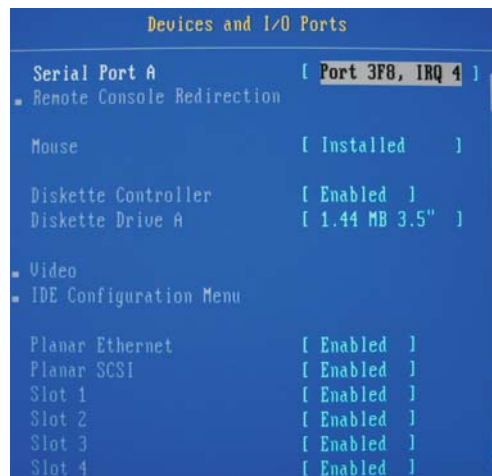 Devices and I/O Ports
Serial Port A [ Port 3F8, IRQ 4 ]
▪ Remote Console Redirection
Mouse [ Installed ]
Diskette Controller [ Enabled ]
Diskette Drive A [ 1.44 MB 3.5" ]
▪ Video
▪ IDE Configuration Menu
Planar Ethernet [ Enabled ]
Planar SCSI [ Enabled ]
Slot 1 [ Enabled ]
Slot 2 [ Enabled ]
Slot 3 [ Enabled ]
Slot 4 [ Enabled ]